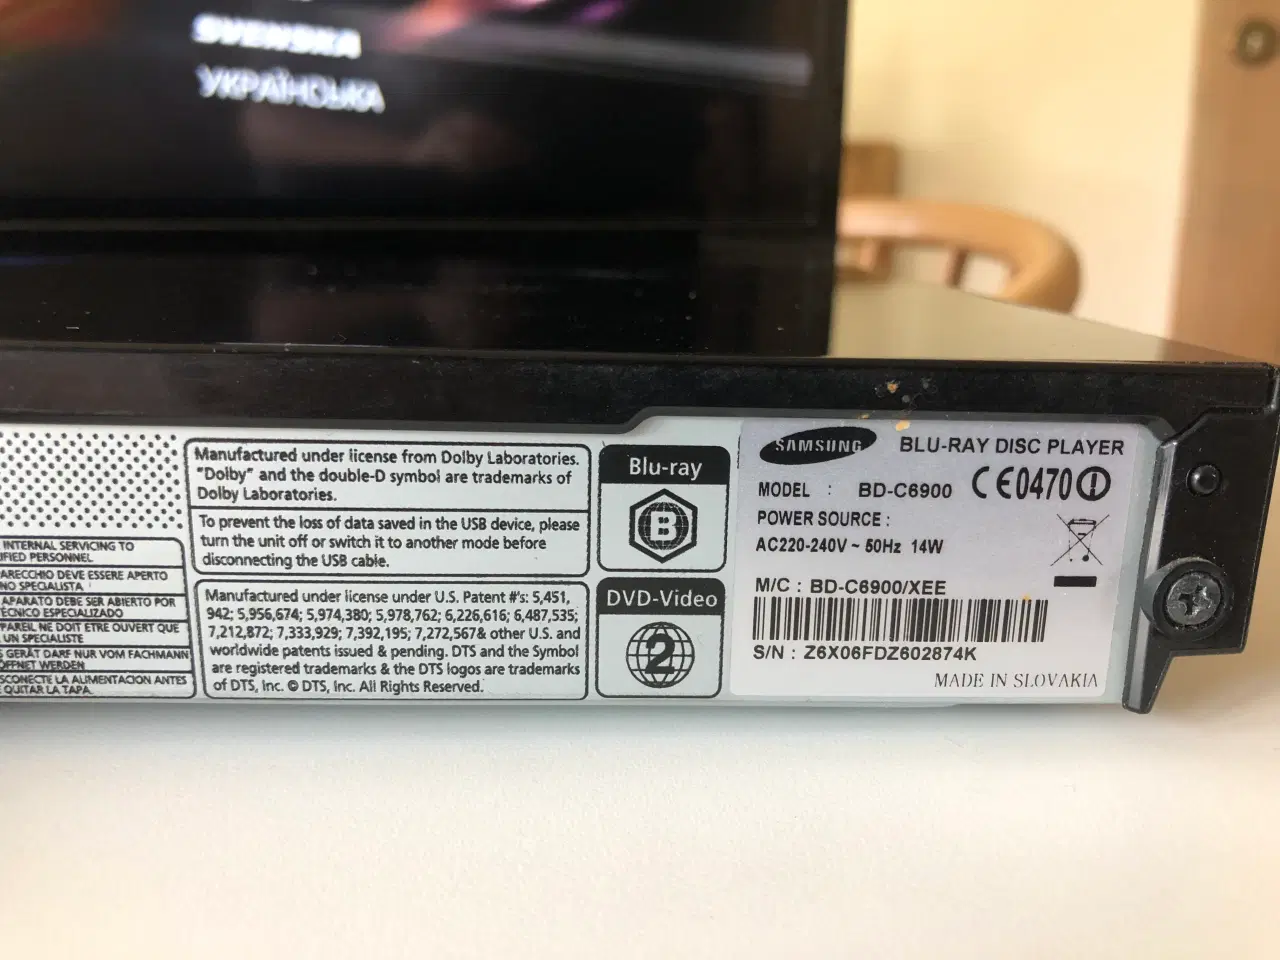 SVENSKA
УКРАЇНСЬКА
INTERNAL SERVICING TO
IFIED PERSONNEL
ARECCHIO DEVE ESSERE APERTO
NO SPECIALISTA
APARATO DEBE SER ABIERTO POR
ÉCNICO ESPECIALIZADO
PAREIL NE DOIT ETRE OUVERT QUE
UN SPECIALISTE
GERÄT DARF NUR VOM FACHMANN
ÖFFNET WERDEN
SCONECTE LA ALIMENTACION ANTES
QUITAR LA TAPA.
Manufactured under license from Dolby Laboratories.
"Dolby" and the double-D symbol are trademarks of
Dolby Laboratories.
To prevent the loss of data saved in the USB device, please
turn the unit off or switch it to another mode before
disconnecting the USB cable.
Manufactured under license under U.S. Patent #'s: 5,451,
942; 5,956,674; 5,974,380; 5,978,762; 6,226,616; 6,487,535;
7,212,872; 7,333,929; 7,392,195; 7,272,567& other U.S. and
worldwide patents issued & pending. DTS and the Symbol
are registered trademarks & the DTS logos are trademarks
of DTS, Inc. © DTS, Inc. All Rights Reserved.
Blu-ray
B
DVD-Video
2
SAMSUNG BLU-RAY DISC PLAYER
MODEL : BD-C6900 CE0470
POWER SOURCE :
AC220-240V ~ 50Hz 14W
M/C : BD-C6900/XEE
S/N : Z6X06FDZ602874K
MADE IN SLOVAKIA